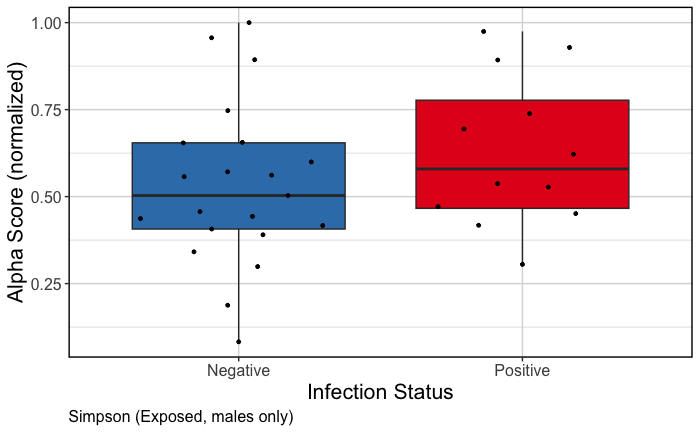 Alpha Score (normalized)
1.00
0.75
0.50
0.25
Negative
Positive
Infection Status
Simpson (Exposed, males only)